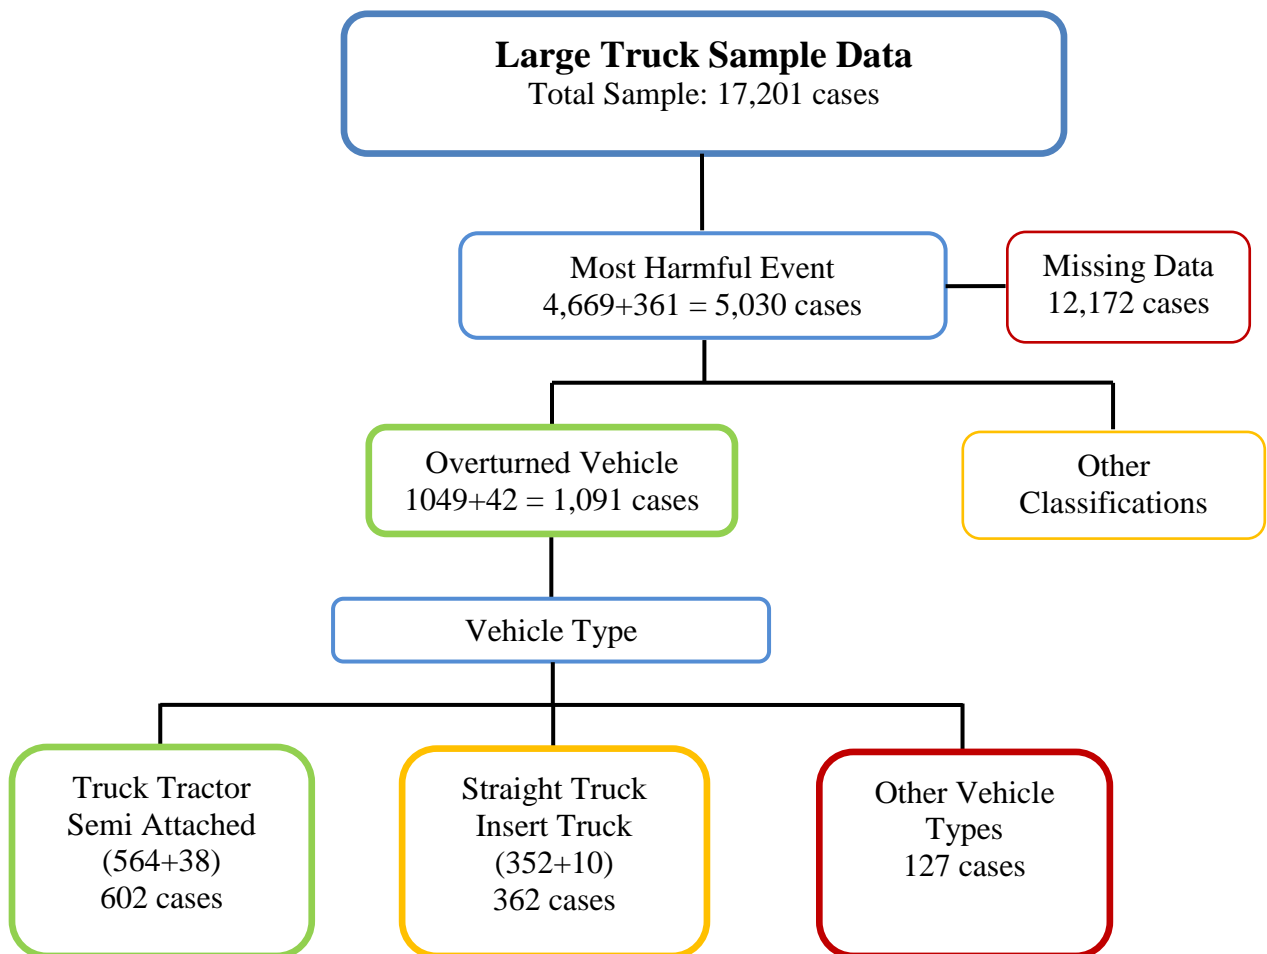 Large Truck Sample Data
Total Sample: 17,201 cases
Most Harmful Event
4,669+361 = 5,030 cases
Missing Data
12,172 cases
Overturned Vehicle
1049+42 = 1,091 cases
Other
Classifications
Vehicle Type
Truck Tractor
Semi Attached
(564+38)
602 cases
Straight Truck
Insert Truck
(352+10)
362 cases
Other Vehicle
Types
127 cases